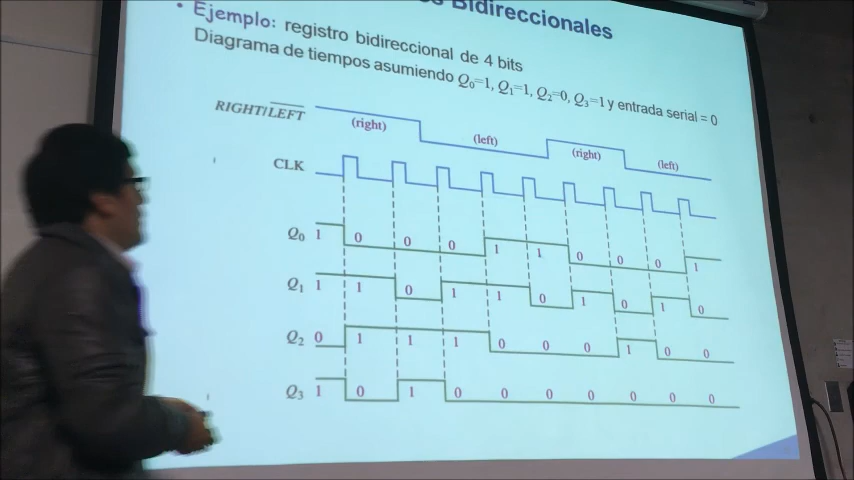 Bidireccionales
• Ejemplo: registro bidireccional de 4 bits
Diagrama de tiempos asumiendo Q0=1, Q1=1, Q2=0, Q3=1 y entrada serial = 0
RIGHT/L̅E̅F̅T̅ (right) (left) (right) (left)
CLK
Q0 1 0 0 0 1 1 0 0 0 1
Q1 1 1 0 1 1 0 1 0 1 0
Q2 0 1 1 1 0 0 0 1 0 0
Q3 1 0 1 0 0 0 0 0 0 0